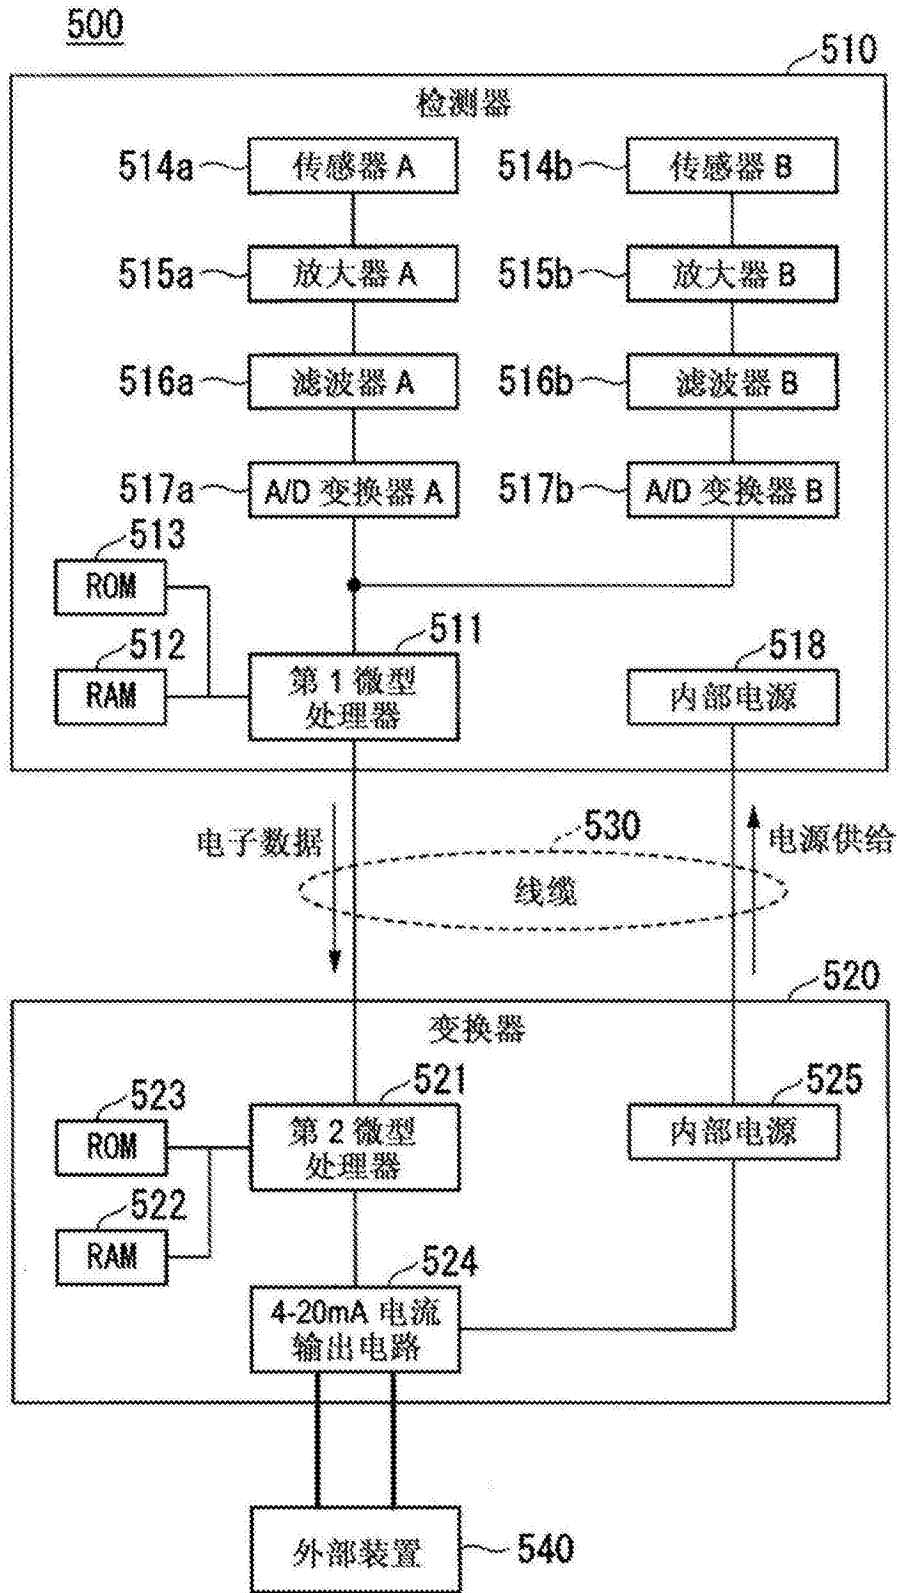 500
510
检测器
514a
传感器 A
514b
传感器 B
515a
放大器 A
515b
放大器 B
516a
滤波器 A
516b
滤波器 B
517a
A/D 变换器 A
517b
A/D 变换器 B
513
ROM
512
RAM
511
第 1 微型
处理器
518
内部电源
电子数据
530
线缆
电源供给
520
变换器
523
ROM
522
RAM
521
第 2 微型
处理器
525
内部电源
524
4-20mA 电流
输出电路
外部装置
540